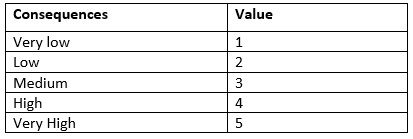 Consequences Value
Very low 1
Low 2
Medium 3
High 4
Very High 5